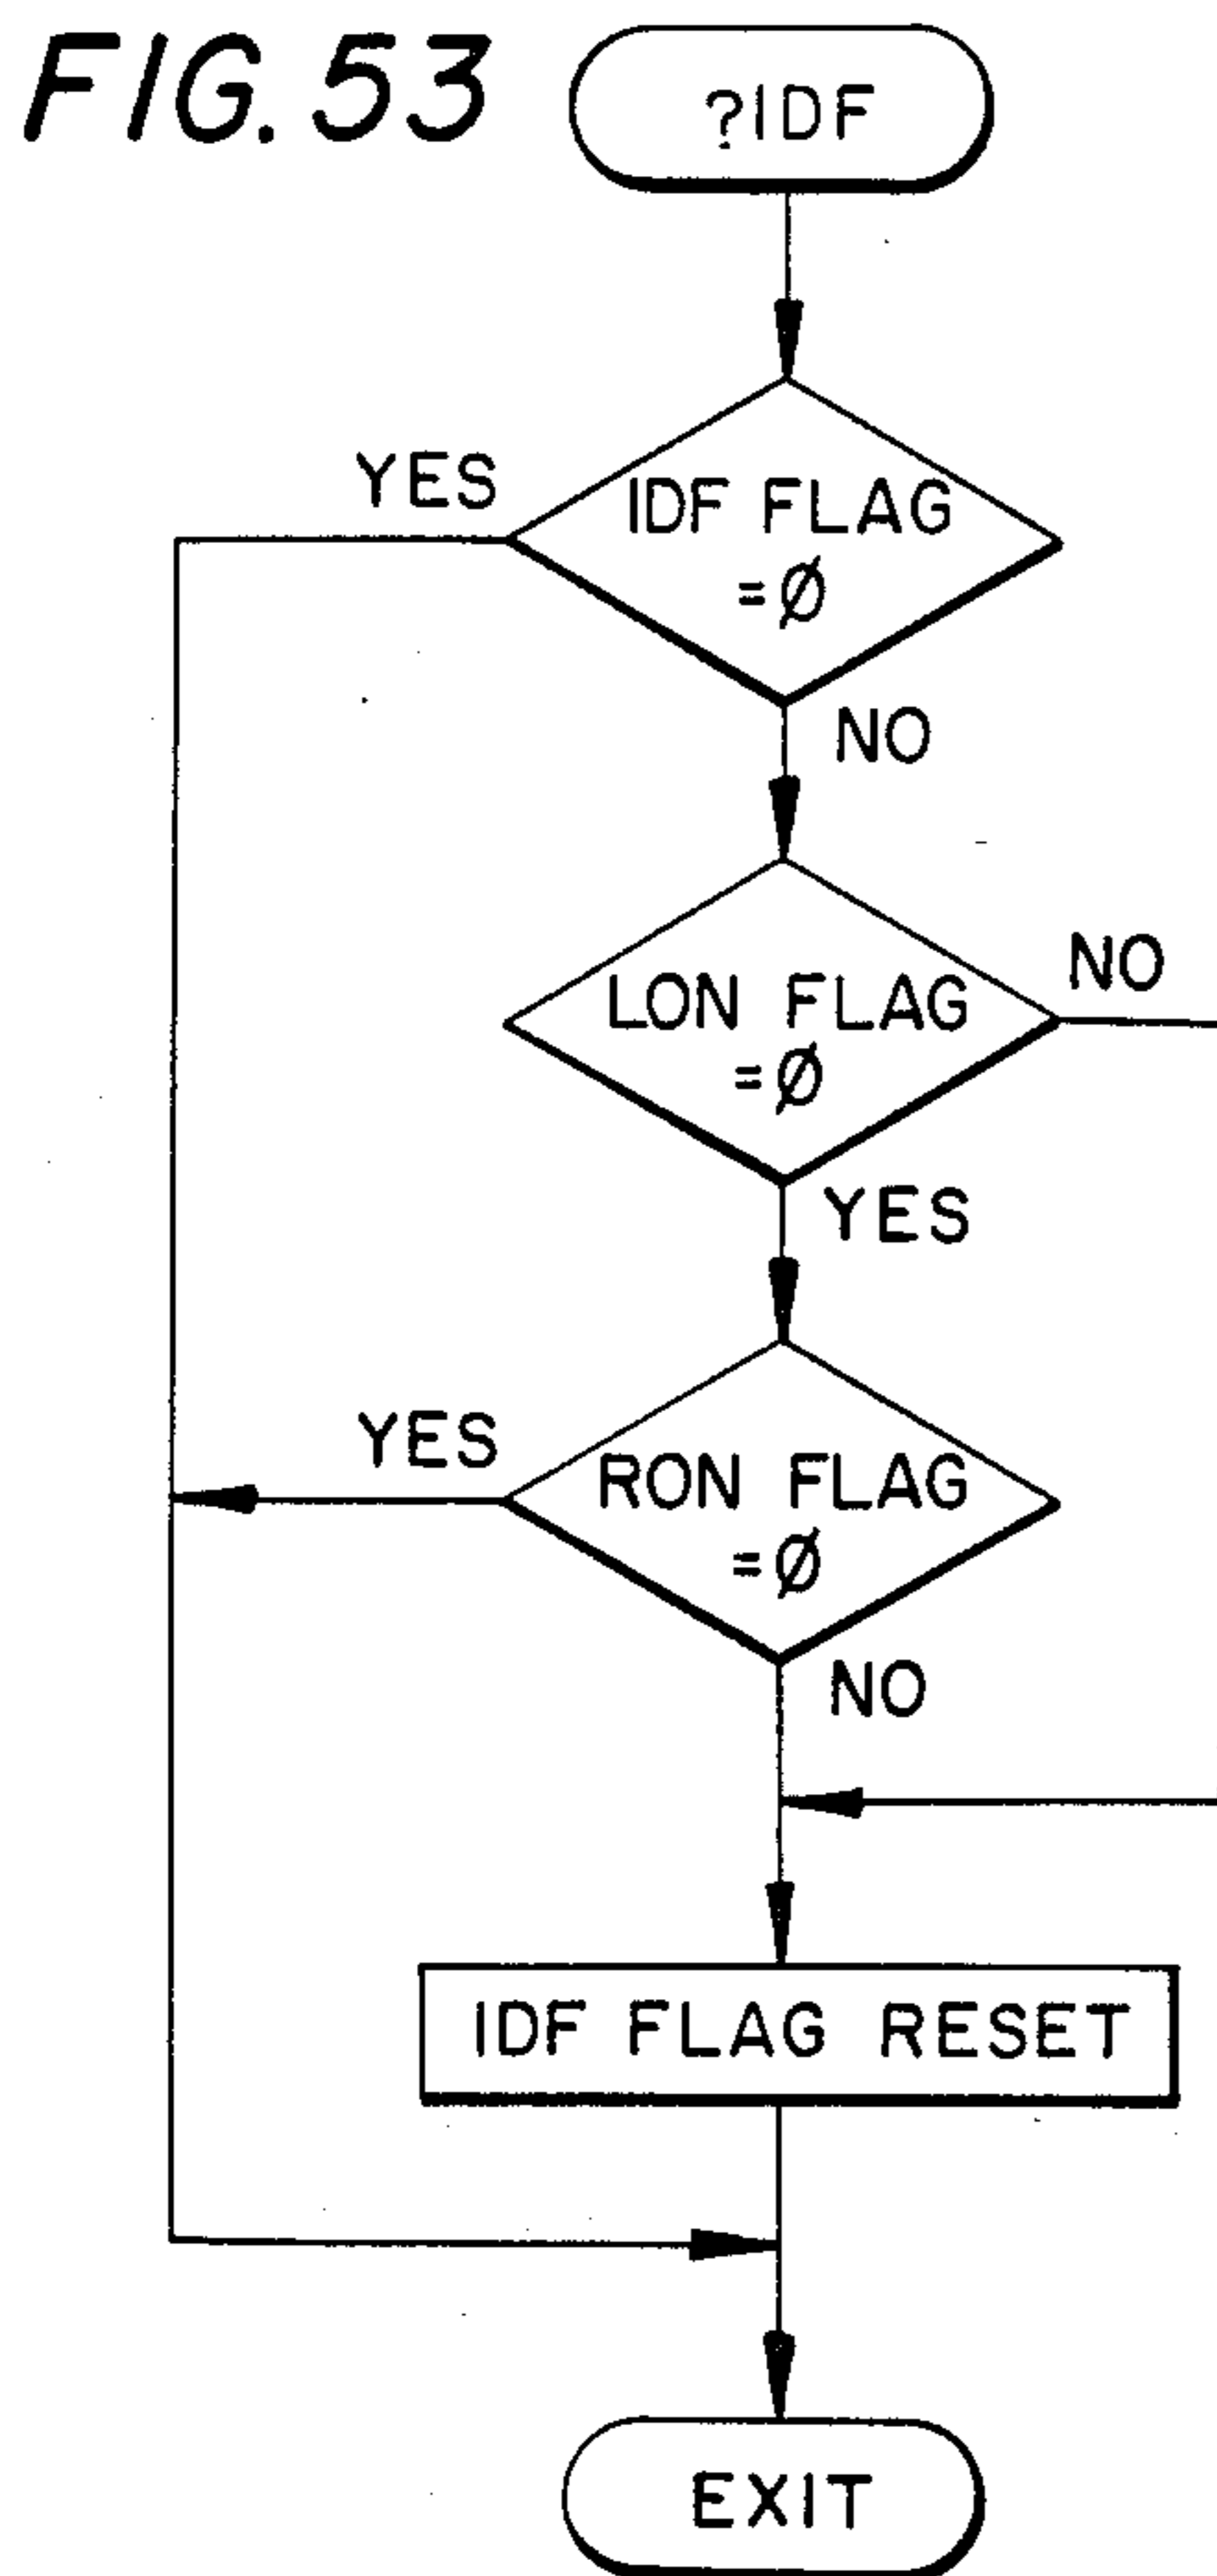 FIG. 53
?IDF
YES
IDF FLAG
=Ø
NO
LON FLAG
=Ø
NO
YES
YES
RON FLAG
=Ø
NO
IDF FLAG RESET
EXIT